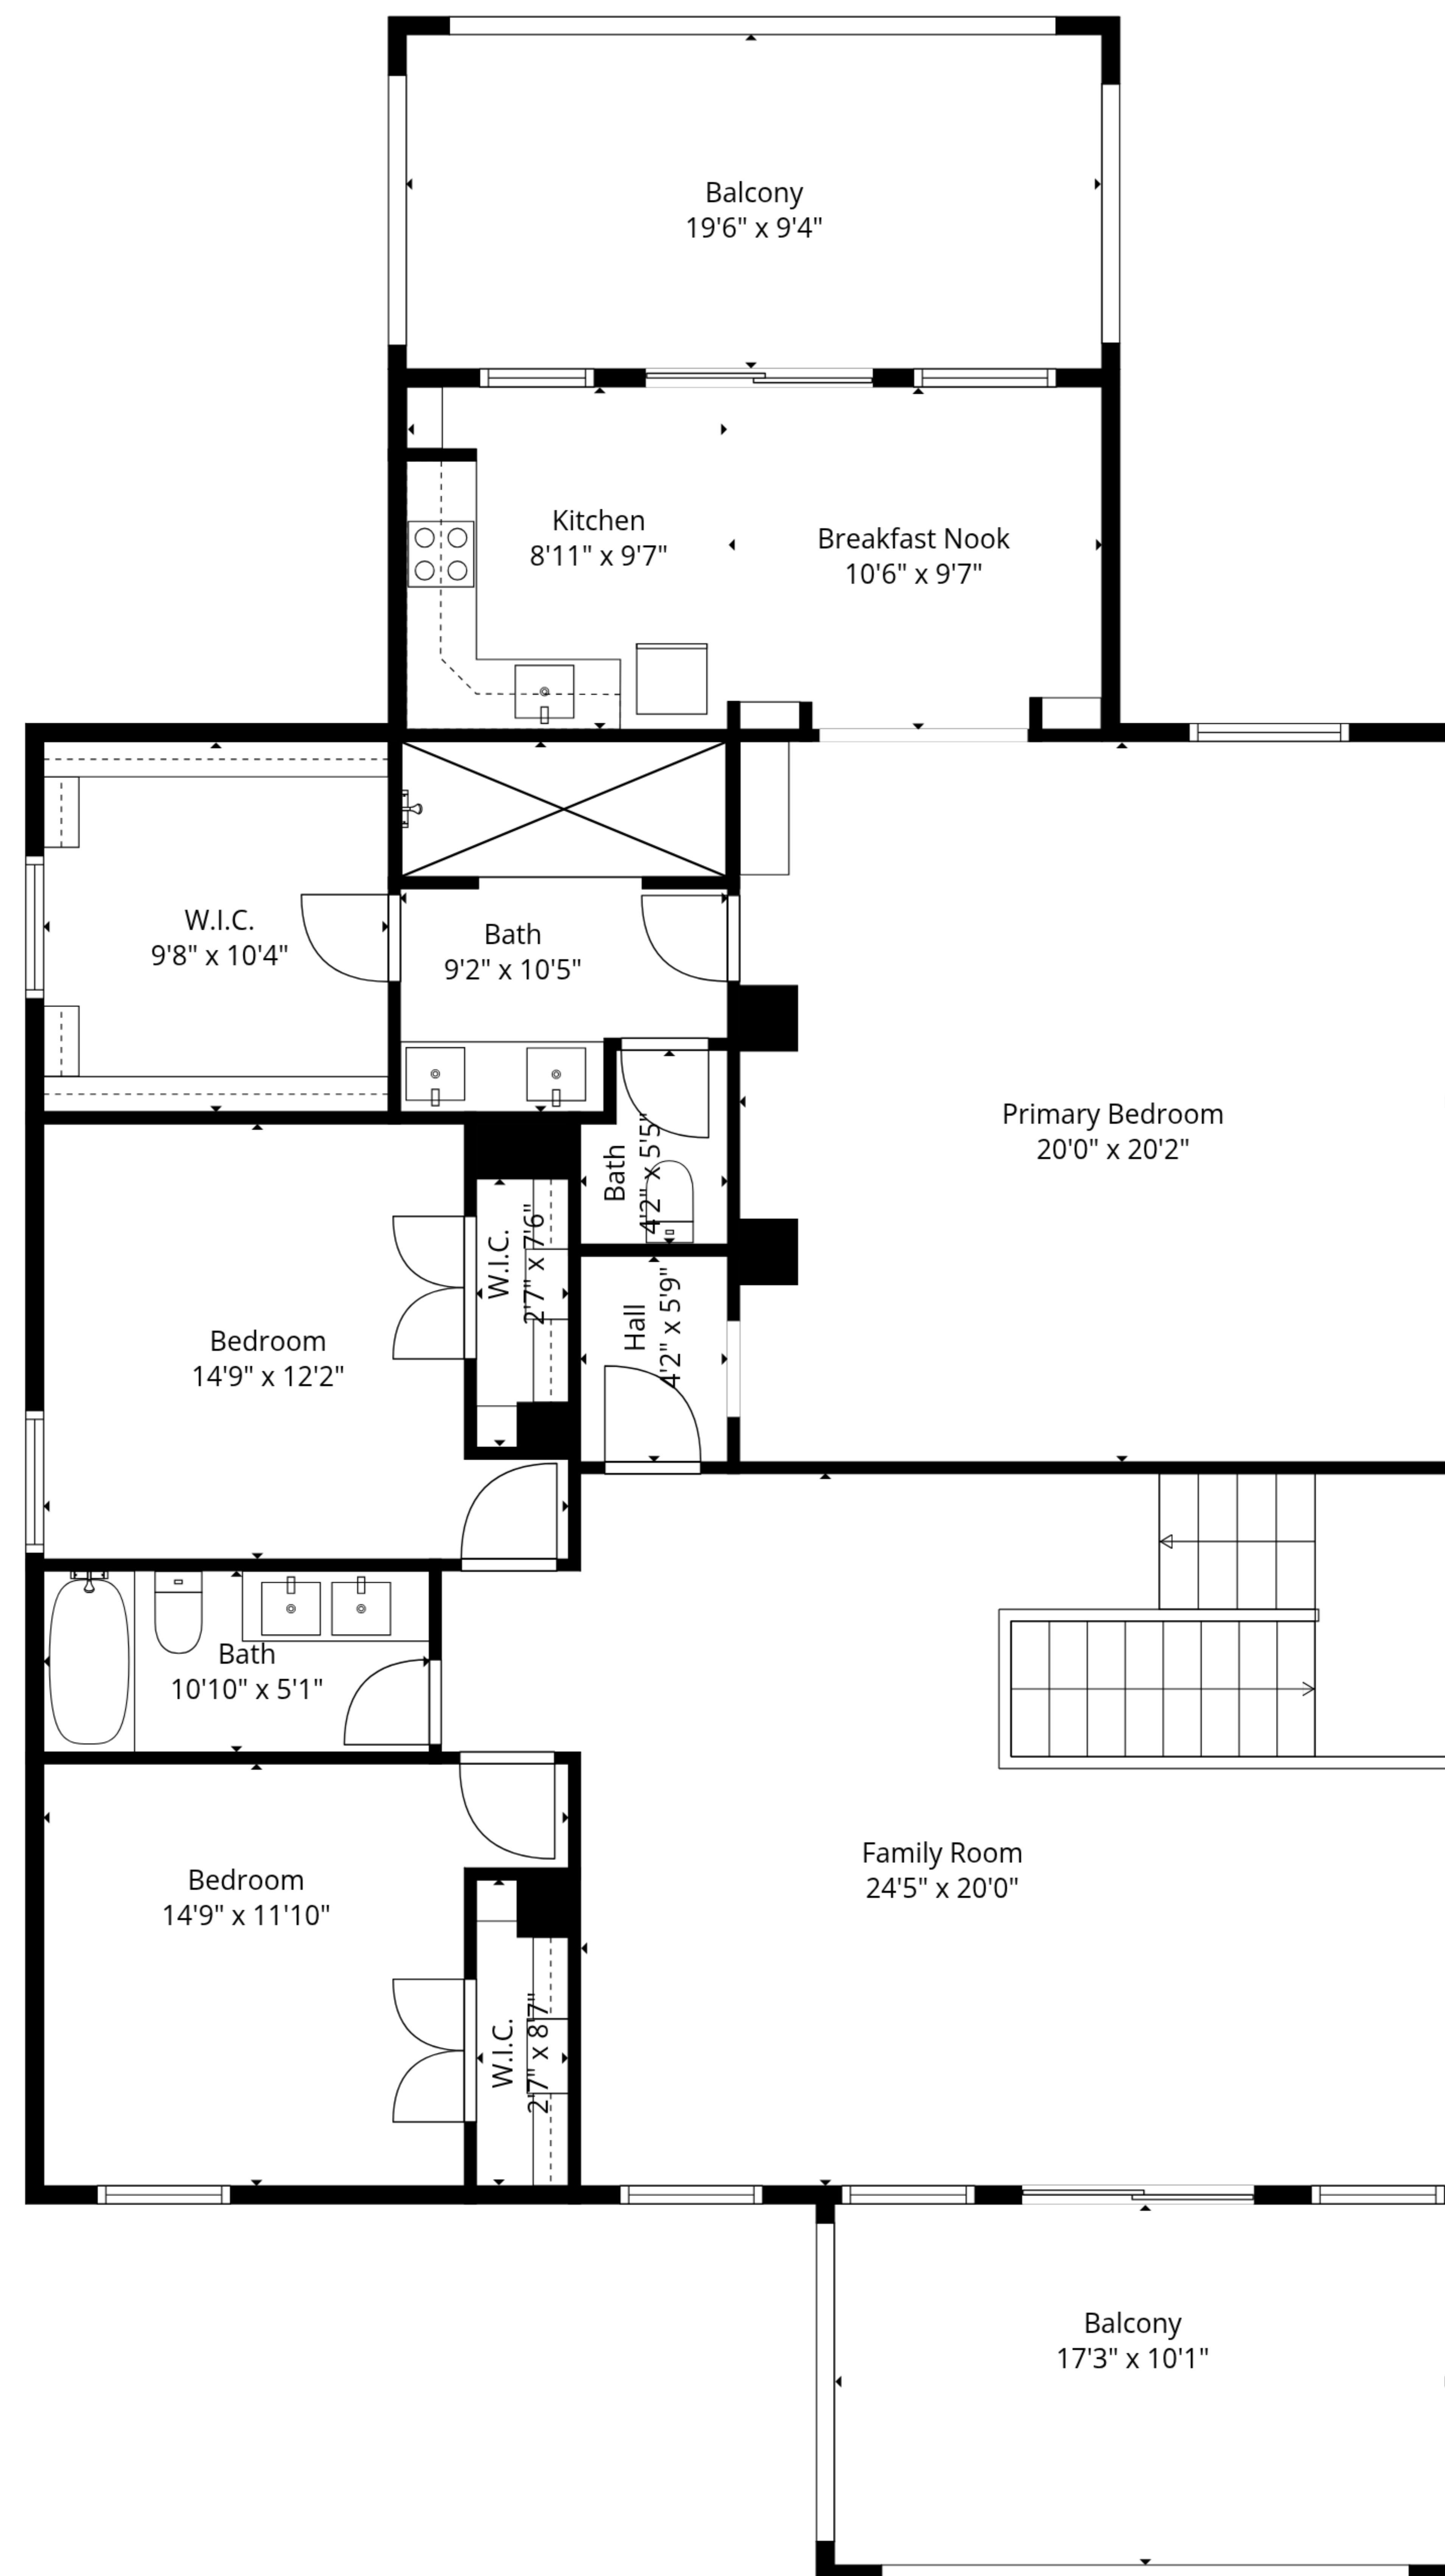 Balcony
19'6" x 9'4"
Kitchen
8'11" x 9'7"
Breakfast Nook
10'6" x 9'7"
W.I.C.
9'8" x 10'4"
Bath
9'2" x 10'5"
Primary Bedroom
20'0" x 20'2"
Bath
4'2" x 5'5"
W.I.C.
2'7" x 7'6"
Hall
4'2" x 5'9"
Bedroom
14'9" x 12'2"
Bath
10'10" x 5'1"
Family Room
24'5" x 20'0"
Bedroom
14'9" x 11'10"
W.I.C.
2'7" x 8'7"
Balcony
17'3" x 10'1"